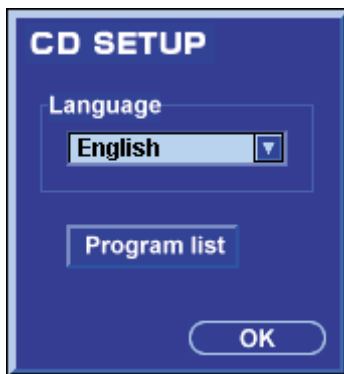 CD SETUP
Language
English
Program list
OK